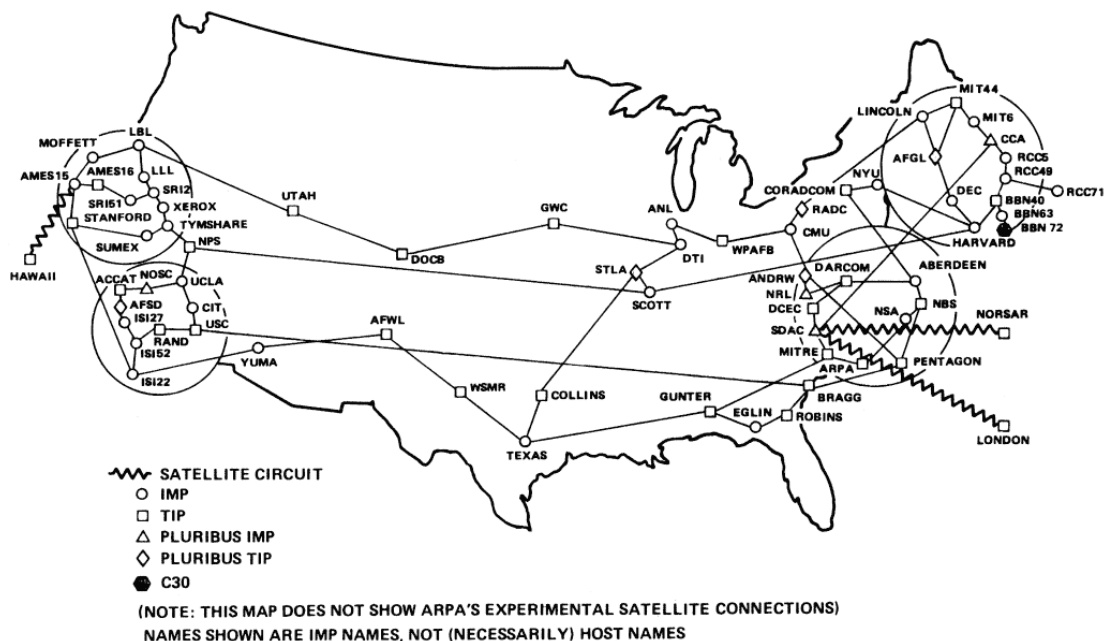 MIT44
LINCOLN
MIT6
CCA
MOFFETT
LBL
AFGL
RCC5
RCC49
AMES15
AMES16
LLL
NYU
SRI2
DEC
RCC71
UTAH
CORADCOM
SRI51
XEROX
BBN40
GWC
ANL
RADC
STANFORD
TYMSHARE
BBN63
BBN 72
CMU
SUMEX
NPS
WPAFB
HARVARD
DOCB
DTI
HAWAII
STLA
ANDRW
DARCOM
ABERDEEN
ACCAT
NOSC
UCLA
NRL
SCOTT
AFSD
CIT
DCEC
NSA
NBS
NORSAR
ISI27
USC
AFWL
SDAC
RAND
ISI52
MITRE
YUMA
ARPA
PENTAGON
ISI22
WSMR
COLLINS
GUNTER
BRAGG
EGLIN
ROBINS
LONDON
TEXAS
SATELLITE CIRCUIT
IMP
TIP
PLURIBUS IMP
PLURIBUS TIP
C30
(NOTE: THIS MAP DOES NOT SHOW ARPA'S EXPERIMENTAL SATELLITE CONNECTIONS)
NAMES SHOWN ARE IMP NAMES, NOT (NECESSARILY) HOST NAMES